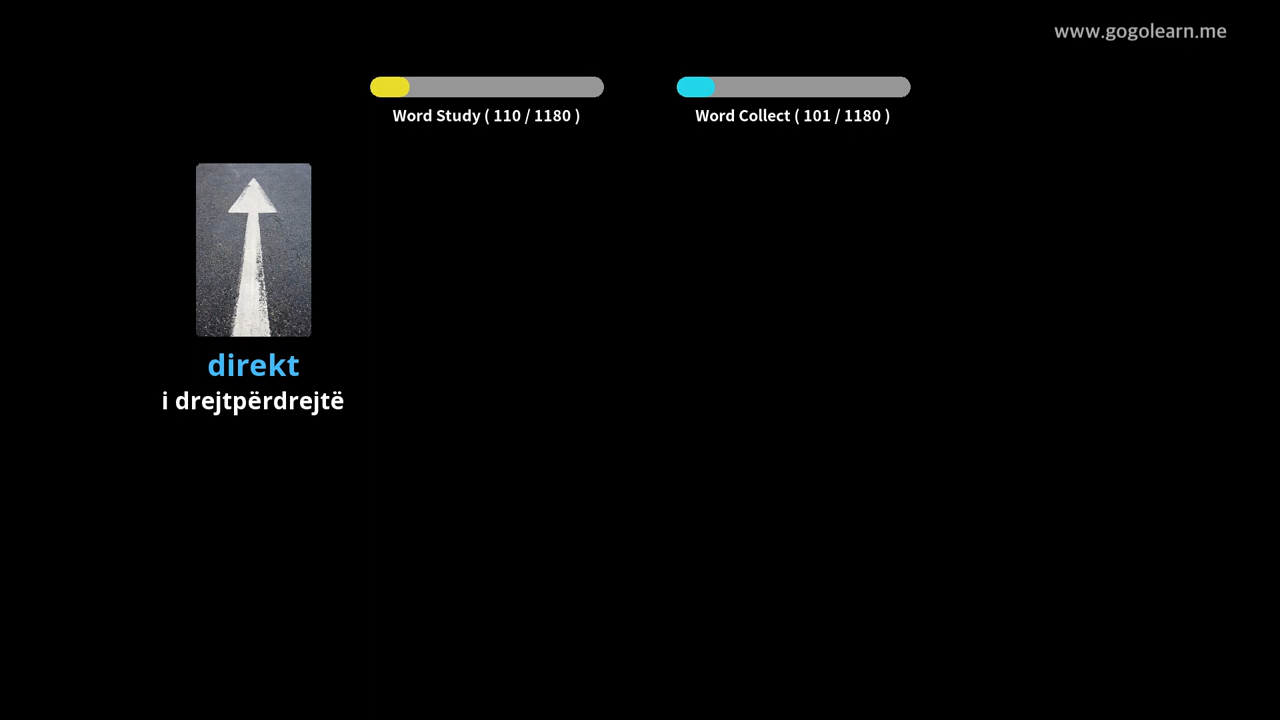 www.gogolearn.me
Word Study ( 110 / 1180 )
Word Collect ( 101 / 1180 )
direkt
i drejtpërdrejtë